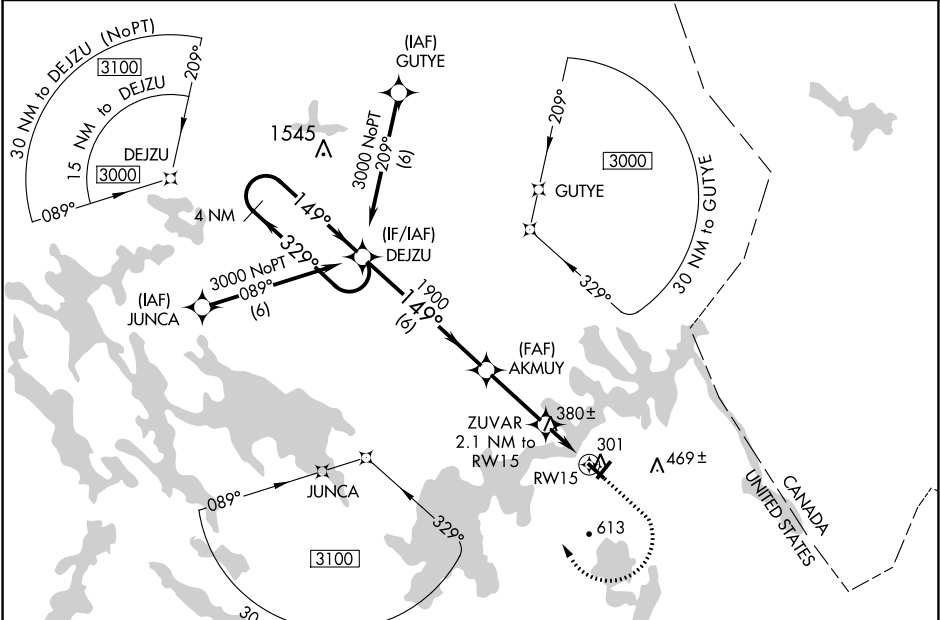 30 NM to DEJZU (NoPT)
3100
209°
15 NM to DEJZU
DEJZU
3000
089°
(IAF)
GUTYE
1545
3000 NoPT
209°
(6)
4 NM
149°
329°
(IF/IAF)
DEJZU
3000 NoPT
089°
(6)
(IAF)
JUNCA
1900
149°
(6)
(FAF)
AKMUY
209°
3000
GUTYE
30 NM to GUTYE
329°
ZUVAR
2.1 NM to
RW15
380±
301
RW15
469±
613
CANADA
UNITED STATES
089°
JUNCA
329°
3100
30